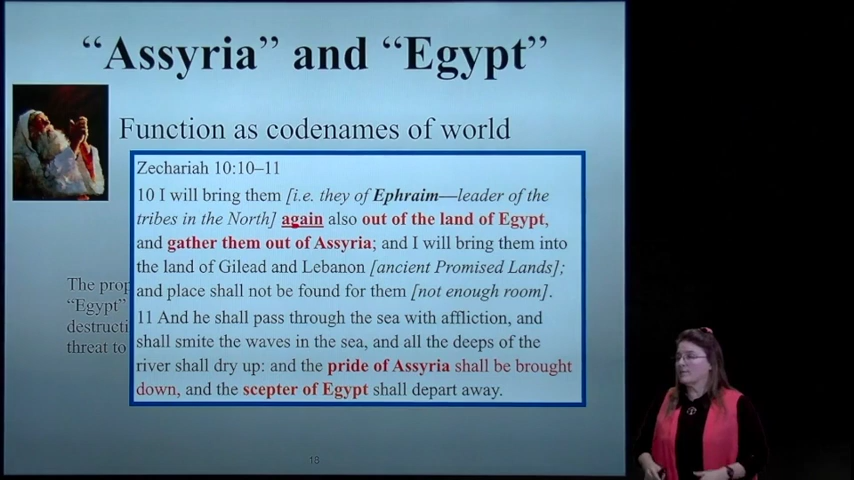 “Assyria” and “Egypt”
Function as codenames of world
Zechariah 10:10–11
10 I will bring them [i.e. they of Ephraim—leader of the
tribes in the North] again also out of the land of Egypt,
and gather them out of Assyria; and I will bring them into
the land of Gilead and Lebanon [ancient Promised Lands];
and place shall not be found for them [not enough room].
11 And he shall pass through the sea with affliction, and
shall smite the waves in the sea, and all the deeps of the
river shall dry up: and the pride of Assyria shall be brought
down, and the scepter of Egypt shall depart away.
The
“Egypt”
threat to
18